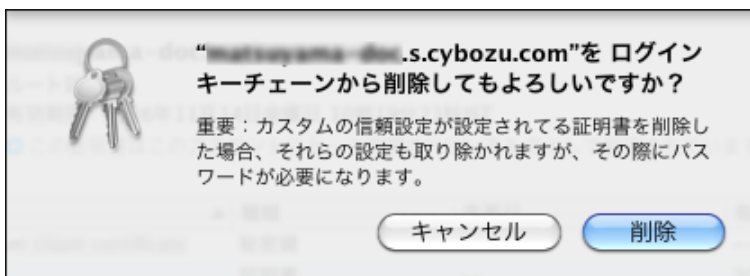 “.s.cybozu.com”を ログイン
キーチェーンから削除してもよろしいですか？
重要：カスタムの信頼設定が設定されてる証明書を削除し
た場合、それらの設定も取り除かれますが、その際にパス
ワードが必要になります。
キャンセル 削除